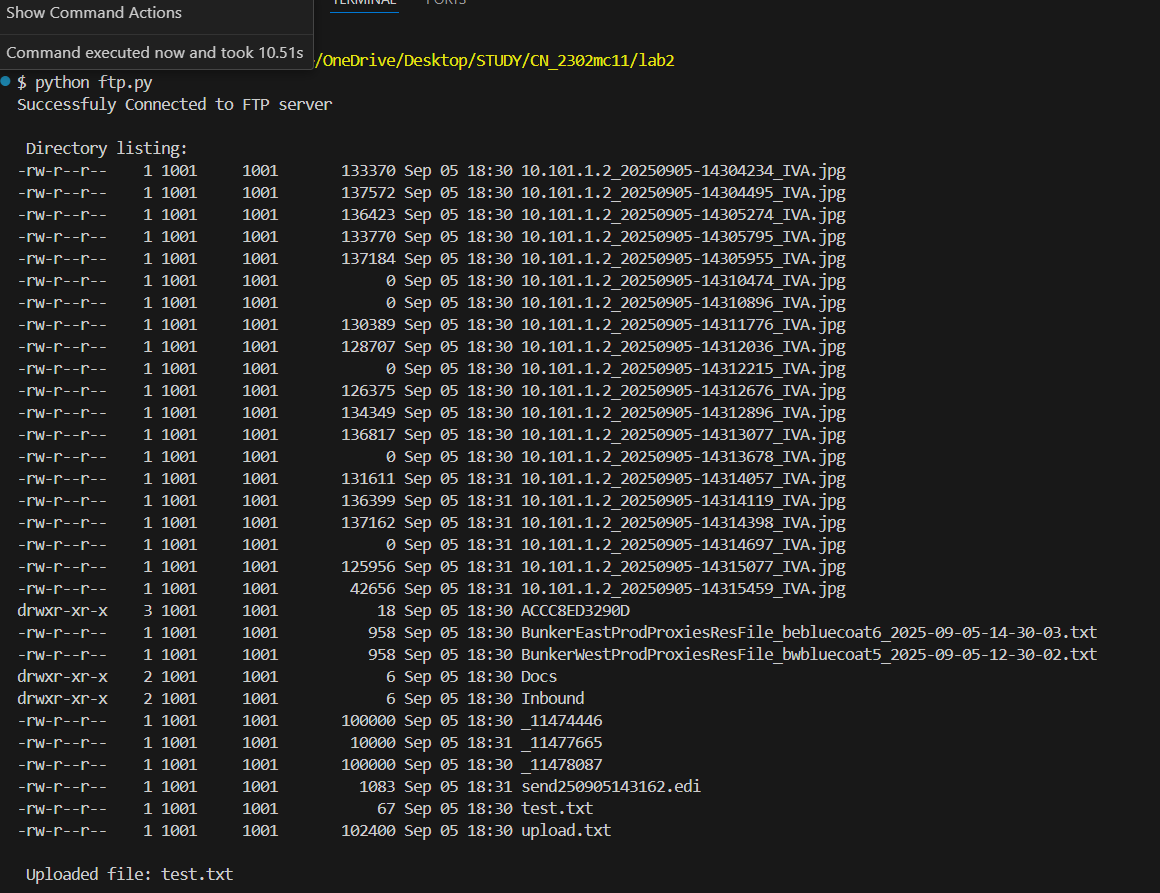 Show Command Actions
TERMINAL PORTS
Command executed now and took 10.51s
/OneDrive/Desktop/STUDY/CN_2302mc11/lab2
$ python ftp.py
Successfuly Connected to FTP server
Directory listing:
-rw-r--r-- 1 1001 1001 133370 Sep 05 18:30 10.101.1.2_20250905-14304234_IVA.jpg
-rw-r--r-- 1 1001 1001 137572 Sep 05 18:30 10.101.1.2_20250905-14304495_IVA.jpg
-rw-r--r-- 1 1001 1001 136423 Sep 05 18:30 10.101.1.2_20250905-14305274_IVA.jpg
-rw-r--r-- 1 1001 1001 133770 Sep 05 18:30 10.101.1.2_20250905-14305795_IVA.jpg
-rw-r--r-- 1 1001 1001 137184 Sep 05 18:30 10.101.1.2_20250905-14305955_IVA.jpg
-rw-r--r-- 1 1001 1001 0 Sep 05 18:30 10.101.1.2_20250905-14310474_IVA.jpg
-rw-r--r-- 1 1001 1001 0 Sep 05 18:30 10.101.1.2_20250905-14310896_IVA.jpg
-rw-r--r-- 1 1001 1001 130389 Sep 05 18:30 10.101.1.2_20250905-14311776_IVA.jpg
-rw-r--r-- 1 1001 1001 128707 Sep 05 18:30 10.101.1.2_20250905-14312036_IVA.jpg
-rw-r--r-- 1 1001 1001 0 Sep 05 18:30 10.101.1.2_20250905-14312215_IVA.jpg
-rw-r--r-- 1 1001 1001 126375 Sep 05 18:30 10.101.1.2_20250905-14312676_IVA.jpg
-rw-r--r-- 1 1001 1001 134349 Sep 05 18:30 10.101.1.2_20250905-14312896_IVA.jpg
-rw-r--r-- 1 1001 1001 136817 Sep 05 18:30 10.101.1.2_20250905-14313077_IVA.jpg
-rw-r--r-- 1 1001 1001 0 Sep 05 18:30 10.101.1.2_20250905-14313678_IVA.jpg
-rw-r--r-- 1 1001 1001 131611 Sep 05 18:31 10.101.1.2_20250905-14314057_IVA.jpg
-rw-r--r-- 1 1001 1001 136399 Sep 05 18:31 10.101.1.2_20250905-14314119_IVA.jpg
-rw-r--r-- 1 1001 1001 137162 Sep 05 18:31 10.101.1.2_20250905-14314398_IVA.jpg
-rw-r--r-- 1 1001 1001 0 Sep 05 18:31 10.101.1.2_20250905-14314697_IVA.jpg
-rw-r--r-- 1 1001 1001 125956 Sep 05 18:31 10.101.1.2_20250905-14315077_IVA.jpg
-rw-r--r-- 1 1001 1001 42656 Sep 05 18:31 10.101.1.2_20250905-14315459_IVA.jpg
drwxr-xr-x 3 1001 1001 18 Sep 05 18:30 ACCC8ED3290D
-rw-r--r-- 1 1001 1001 958 Sep 05 18:30 BunkerEastProdProxiesResFile_bebluecoat6_2025-09-05-14-30-03.txt
-rw-r--r-- 1 1001 1001 958 Sep 05 18:30 BunkerWestProdProxiesResFile_bwbluecoat5_2025-09-05-12-30-02.txt
drwxr-xr-x 2 1001 1001 6 Sep 05 18:30 Docs
drwxr-xr-x 2 1001 1001 6 Sep 05 18:30 Inbound
-rw-r--r-- 1 1001 1001 100000 Sep 05 18:30 _11474446
-rw-r--r-- 1 1001 1001 10000 Sep 05 18:31 _11477665
-rw-r--r-- 1 1001 1001 100000 Sep 05 18:30 _11478087
-rw-r--r-- 1 1001 1001 1083 Sep 05 18:31 send250905143162.edi
-rw-r--r-- 1 1001 1001 67 Sep 05 18:30 test.txt
-rw-r--r-- 1 1001 1001 102400 Sep 05 18:30 upload.txt
Uploaded file: test.txt